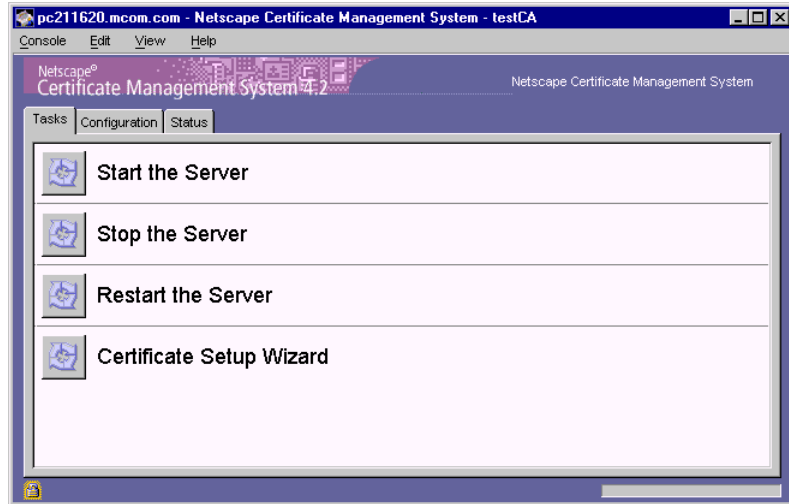 pc211620.mcom.com - Netscape Certificate Management System - testCA
Console Edit View Help
Netscape®
Certificate Management System 4.2
Netscape Certificate Management System
Tasks Configuration Status
Start the Server
Stop the Server
Restart the Server
Certificate Setup Wizard